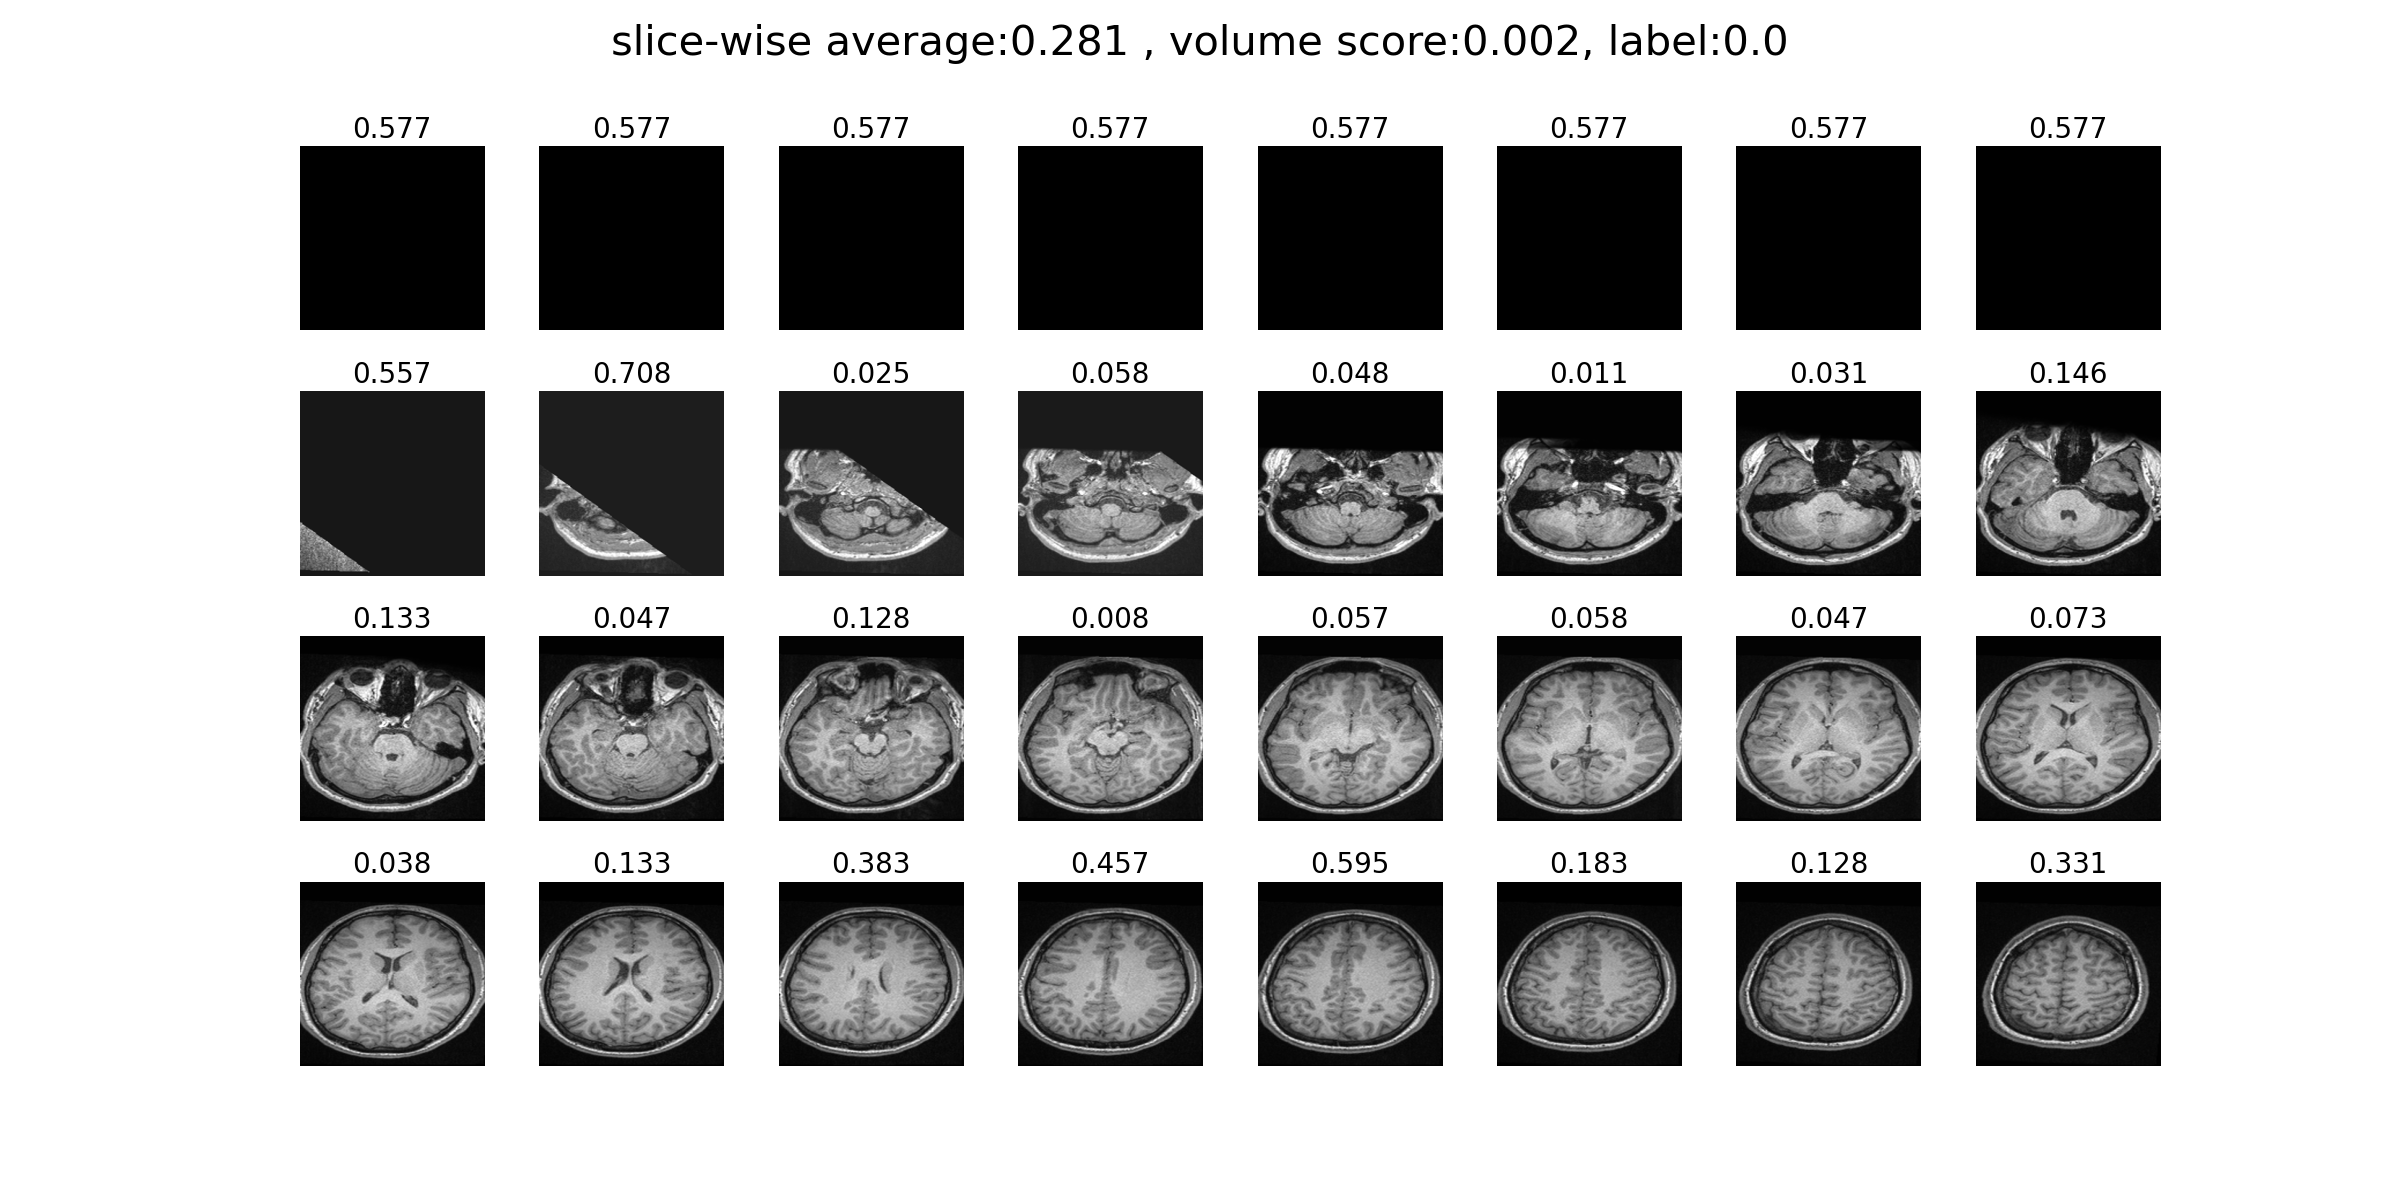 slice-wise average:0.281 , volume score:0.002, label:0.0
0.577 0.577 0.577 0.577 0.577 0.577 0.577 0.577
0.557 0.708 0.025 0.058 0.048 0.011 0.031 0.146
0.133 0.047 0.128 0.008 0.057 0.058 0.047 0.073
0.038 0.133 0.383 0.457 0.595 0.183 0.128 0.331